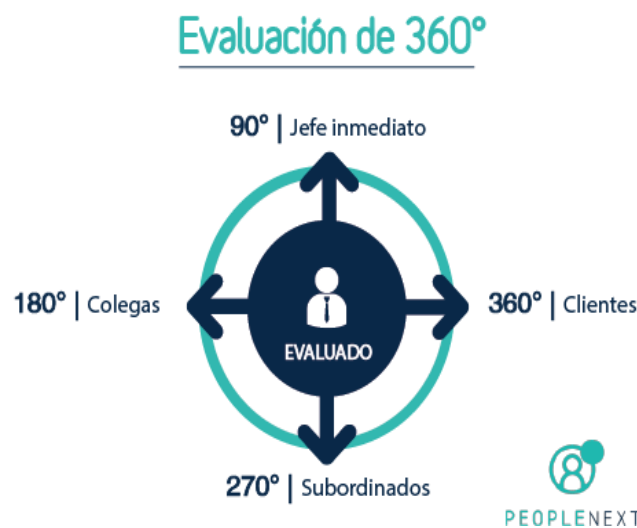 Evaluación de 360°
90° | Jefe inmediato
180° | Colegas
360° | Clientes
EVALUADO
270° | Subordinados
PEOPLENEXT